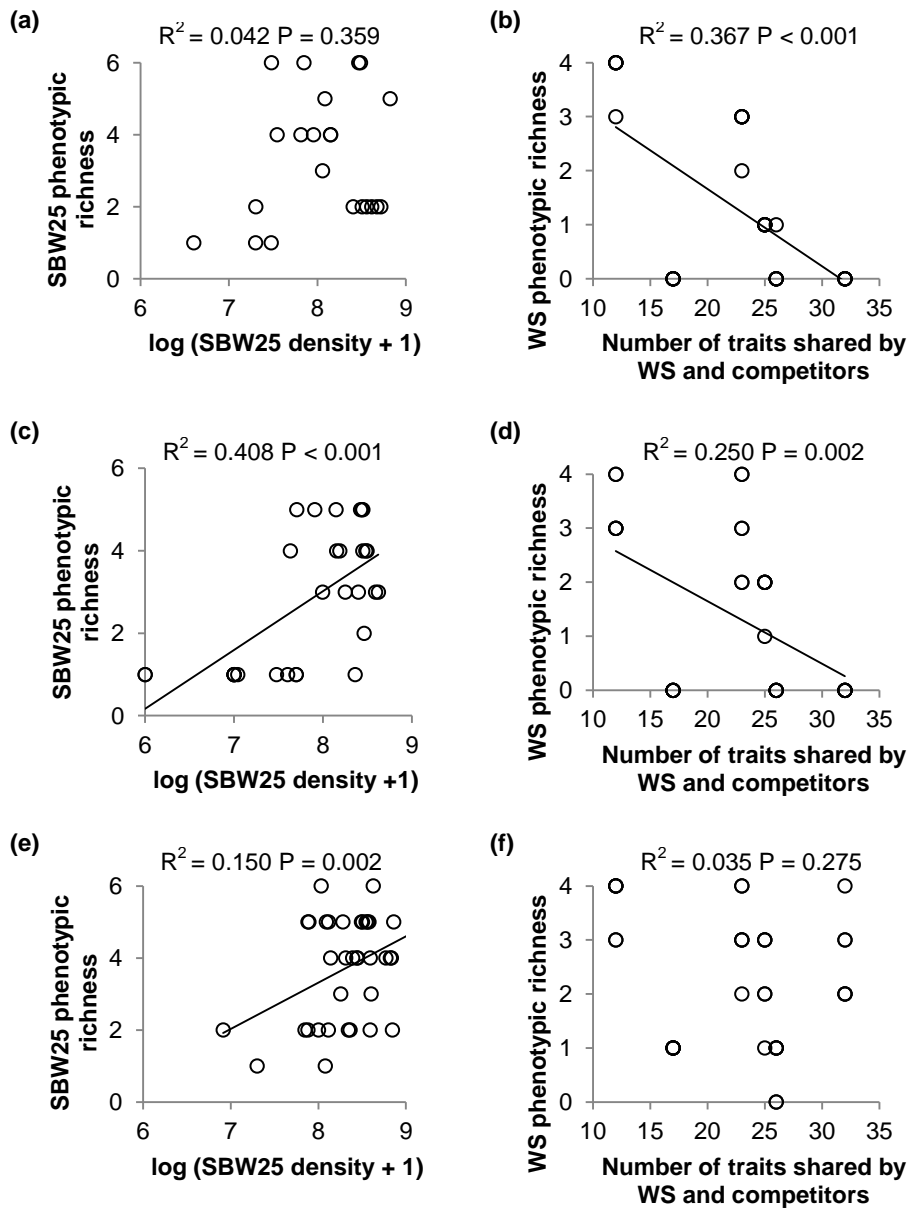 (a)
R² = 0.042 P = 0.359
SBW25 phenotypic
richness
6
4
2
0
6 7 8 9
log (SBW25 density + 1)
(b)
R² = 0.367 P < 0.001
WS phenotypic richness
4
3
2
1
0
10 15 20 25 30 35
Number of traits shared by
WS and competitors
(c)
R² = 0.408 P < 0.001
SBW25 phenotypic
richness
6
4
2
0
6 7 8 9
log (SBW25 density +1)
(d)
R² = 0.250 P = 0.002
WS phenotypic richness
4
3
2
1
0
10 15 20 25 30 35
Number of traits shared by
WS and competitors
(e)
R² = 0.150 P = 0.002
SBW25 phenotypic
richness
6
4
2
0
6 7 8 9
log (SBW25 density + 1)
(f)
R² = 0.035 P = 0.275
WS phenotypic richness
4
3
2
1
0
10 15 20 25 30 35
Number of traits shared by
WS and competitors